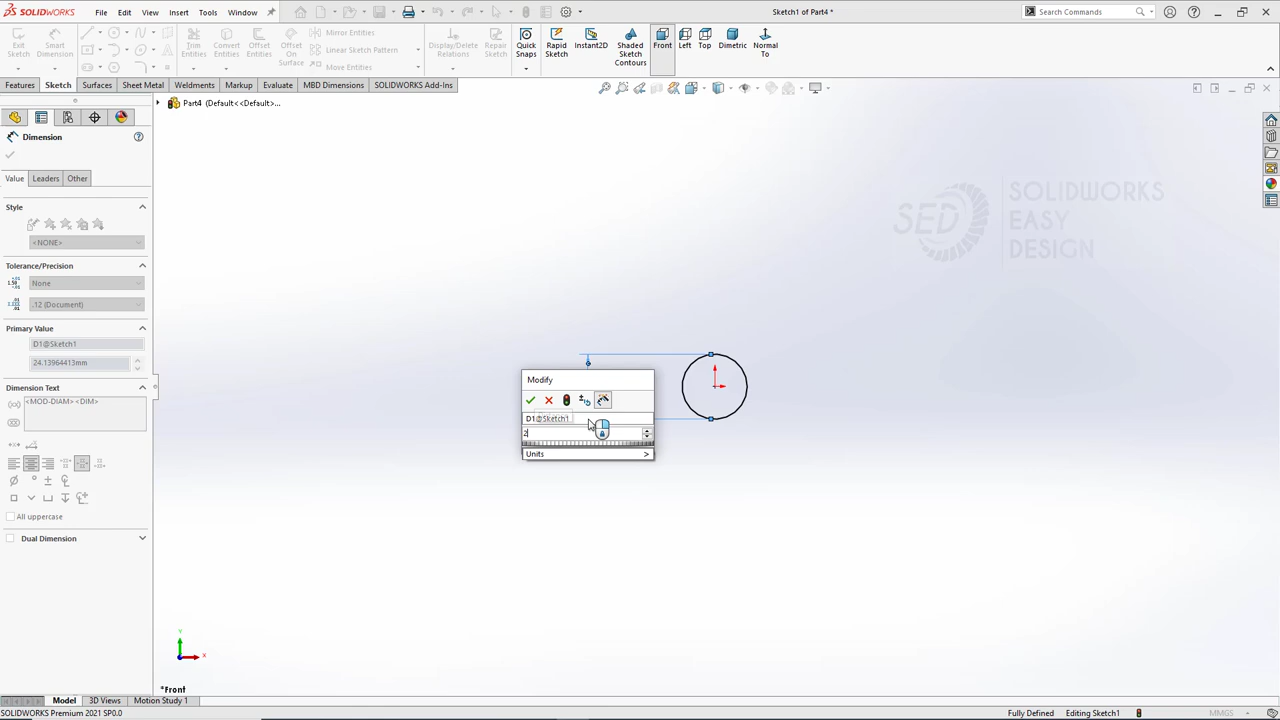 SOLIDWORKS
File
Edit
View
Insert
Tools
Window
Sketch1 of Part4 *
Search Commands
Exit Sketch
Smart Dimension
Trim Entities
Convert Entities
Offset Entities
Offset On Surface
Mirror Entities
Linear Sketch Pattern
Move Entities
Display/Delete Relations
Repair Sketch
Quick Snaps
Rapid Sketch
Instant2D
Shaded Sketch Contours
Front
Left
Top
Dimetric
Normal To
Features
Sketch
Surfaces
Sheet Metal
Weldments
Markup
Evaluate
MBD Dimensions
SOLIDWORKS Add-Ins
Part4 (Default<<Default>...
Dimension
Value
Leaders
Other
Style
<NONE>
Tolerance/Precision
None
.12 (Document)
Primary Value
D1@Sketch1
24.13964413mm
Dimension Text
<MOD-DIAM> <DIM>
All uppercase
Dual Dimension
SED
SOLIDWORKS
EASY
DESIGN
Modify
D1@Sketch1
2
Units
Y
X
*Front
Model
3D Views
Motion Study 1
SOLIDWORKS Premium 2021 SP0.0
Fully Defined
Editing Sketch1
MMGS